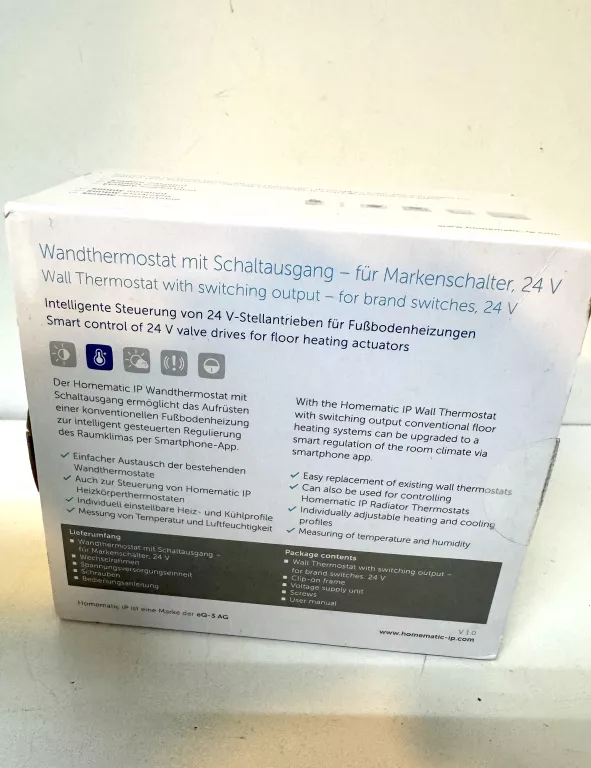 www.homematic-ip.com
Wandthermostat mit Schaltausgang – für Markenschalter, 24 V
Wall Thermostat with switching output – for brand switches, 24 V
Intelligente Steuerung von 24 V-Stellantrieben für Fußbodenheizungen
Smart control of 24 V valve drives for floor heating actuators
Der Homematic IP Wandthermostat mit
Schaltausgang ermöglicht das Aufrüsten
einer konventionellen Fußbodenheizung
zur intelligent gesteuerten Regulierung
des Raumklimas per Smartphone-App.
Einfacher Austausch der bestehenden
Wandthermostate
Auch zur Steuerung von Homematic IP
Heizkörperthermostaten
Individuell einstellbare Heiz- und Kühlprofile
Messung von Temperatur und Luftfeuchtigkeit
With the Homematic IP Wall Thermostat
with switching output conventional floor
heating systems can be upgraded to a
smart regulation of the room climate via
smartphone app.
Easy replacement of existing wall thermostats
Can also be used for controlling
Homematic IP Radiator Thermostats
Individually adjustable heating and cooling
profiles
Measuring of temperature and humidity
Lieferumfang
Wandthermostat mit Schaltausgang –
für Markenschalter, 24 V
Wechselrahmen
Spannungsversorgungseinheit
Schrauben
Bedienungsanleitung
Package contents
Wall Thermostat with switching output –
for brand switches, 24 V
Clip-on frame
Voltage supply unit
Screws
User manual
Homematic IP ist eine Marke der eQ-3 AG
V 1.0
www.homematic-ip.com